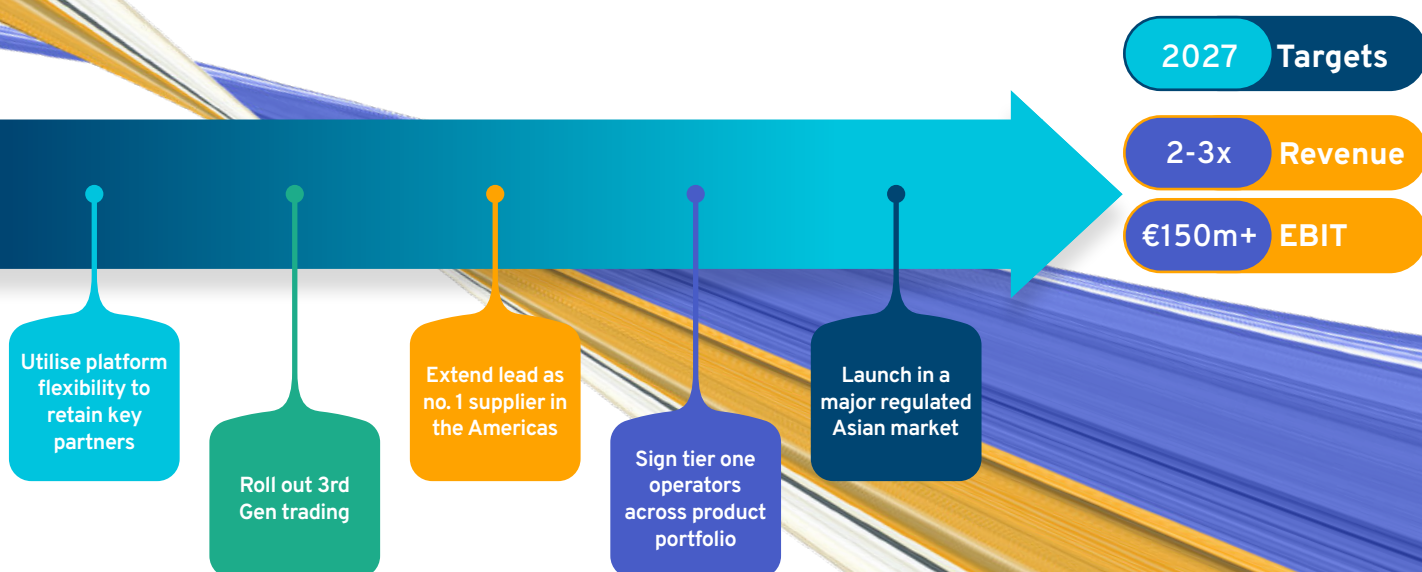 2027 Targets
2-3x Revenue
€150m+ EBIT
Utilise platform
flexibility to
retain key
partners
Roll out 3rd
Gen trading
Extend lead as
no. 1 supplier in
the Americas
Sign tier one
operators
across product
portfolio
Launch in a
major regulated
Asian market